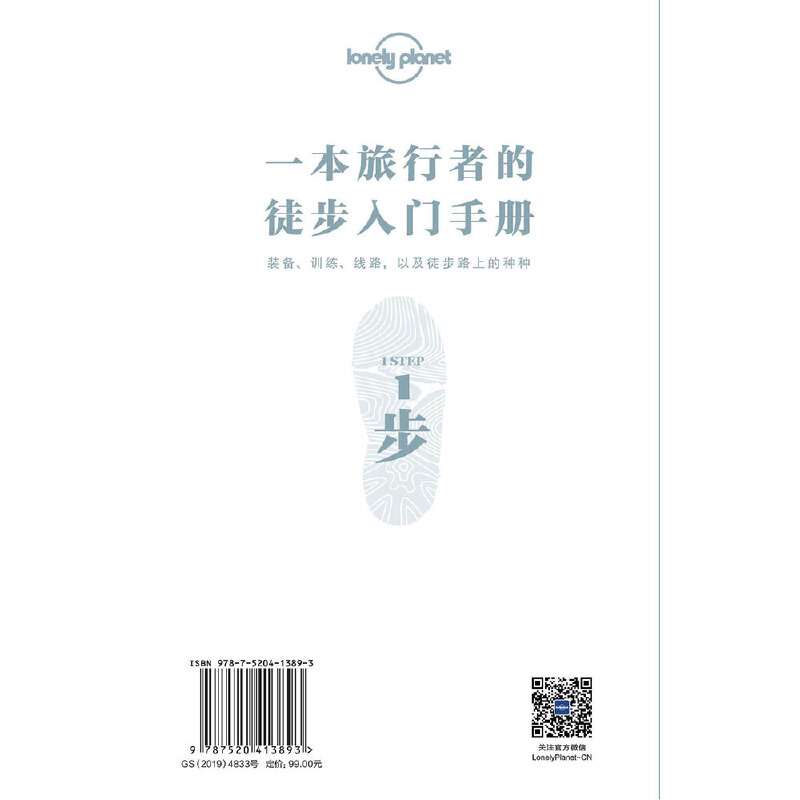 lonely planet
一本旅行者的
徒步入门手册
装备、训练、线路，以及徒步路上的种种
1 STEP
1
步
ISBN 978-7-5204-1389-3
9 787520 413893 >
GS (2019) 4833号 定价：99.00元
lonely planet
关注官方微信
LonelyPlanet-CN